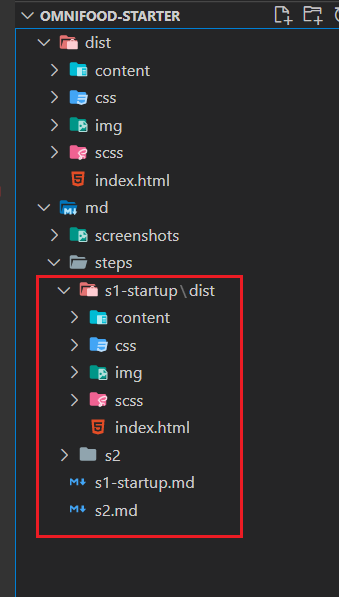 OMNIFOOD-STARTER
dist
content
css
img
scss
index.html
md
screenshots
steps
s1-startup\dist
content
css
img
scss
index.html
s2
s1-startup.md
s2.md